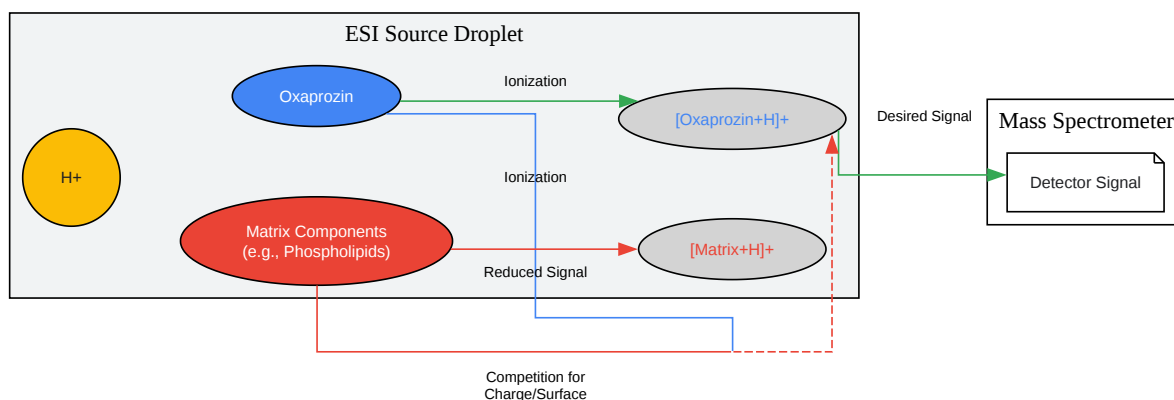 ESI Source Droplet
Oxaprozin
Ionization
[Oxaprozin+H]+
Desired Signal
Mass Spectrometer
Detector Signal
H+
Ionization
Matrix Components
(e.g., Phospholipids)
[Matrix+H]+
Reduced Signal
Competition for
Charge/Surface